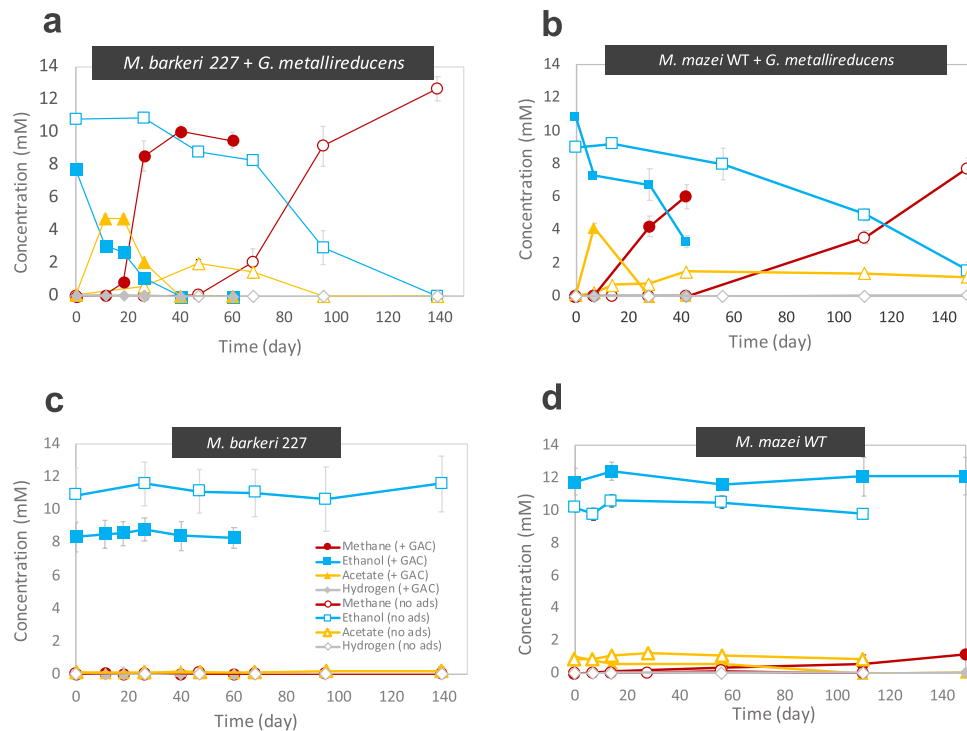 a
M. barkeri 227 + G. metallireducens
14
12
10
8
6
4
2
0
Concentration (mM)
0 20 40 60 80 100 120 140
Time (day)
b
M. mazei WT + G. metallireducens
14
12
10
8
6
4
2
0
Concentration (mM)
0 20 40 60 80 100 120 140
Time (day)
c
M. barkeri 227
14
12
10
8
6
4
2
0
Concentration (mM)
Methane (+ GAC)
Ethanol (+ GAC)
Acetate (+ GAC)
Hydrogen (+ GAC)
Methane (no ads)
Ethanol (no ads)
Acetate (no ads)
Hydrogen (no ads)
0 20 40 60 80 100 120 140
Time (day)
d
M. mazei WT
14
12
10
8
6
4
2
0
Concentration (mM)
0 20 40 60 80 100 120 140
Time (day)